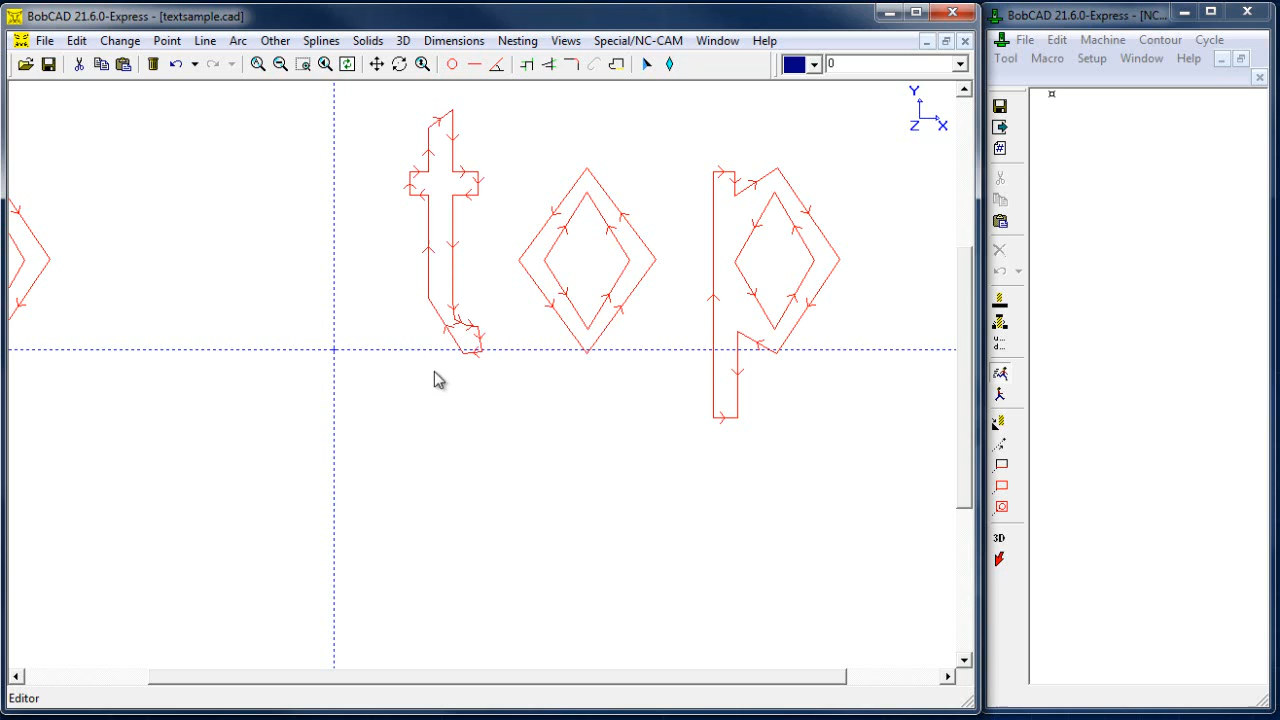 BobCAD 21.6.0-Express - [textsample.cad]
File Edit Change Point Line Arc Other Splines Solids 3D Dimensions Nesting Views Special/NC-CAM Window Help
0
Y
Z X
t o p
Editor
BobCAD 21.6.0-Express - [NC...
File Edit Machine Contour Cycle
Tool Macro Setup Window Help
u...
d...
3D